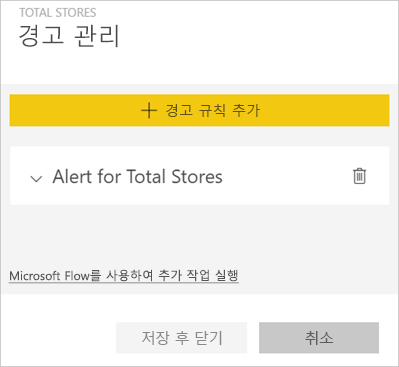 TOTAL STORES
경고 관리
경고 규칙 추가
Alert for Total Stores
Microsoft Flow를 사용하여 추가 작업 실행
저장 후 닫기
취소